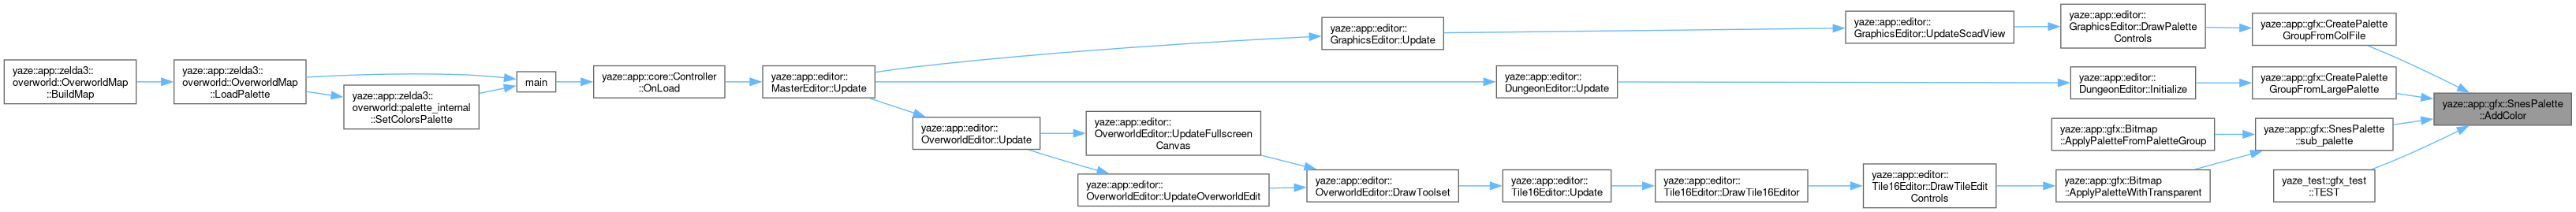 yaze::app::zelda3::
overworld::OverworldMap
::BuildMap
yaze::app::zelda3::
overworld::OverworldMap
::LoadPalette
yaze::app::zelda3::
overworld::palette_internal
::SetColorsPalette
main
yaze::app::core::Controller
::OnLoad
yaze::app::editor::
MasterEditor::Update
yaze::app::editor::
GraphicsEditor::Update
yaze::app::editor::
GraphicsEditor::UpdateScadView
yaze::app::editor::
GraphicsEditor::DrawPalette
Controls
yaze::app::gfx::CreatePalette
GroupFromColFile
yaze::app::editor::
DungeonEditor::Update
yaze::app::editor::
DungeonEditor::Initialize
yaze::app::gfx::CreatePalette
GroupFromLargePalette
yaze::app::gfx::SnesPalette
::AddColor
yaze::app::editor::
OverworldEditor::Update
yaze::app::editor::
OverworldEditor::UpdateFullscreen
Canvas
yaze::app::editor::
OverworldEditor::UpdateOverworldEdit
yaze::app::editor::
OverworldEditor::DrawToolset
yaze::app::editor::
Tile16Editor::Update
yaze::app::editor::
Tile16Editor::DrawTile16Editor
yaze::app::editor::
Tile16Editor::DrawTileEdit
Controls
yaze::app::gfx::Bitmap
::ApplyPaletteFromPaletteGroup
yaze::app::gfx::SnesPalette
::sub_palette
yaze::app::gfx::Bitmap
::ApplyPaletteWithTransparent
yaze_test::gfx_test
::TEST